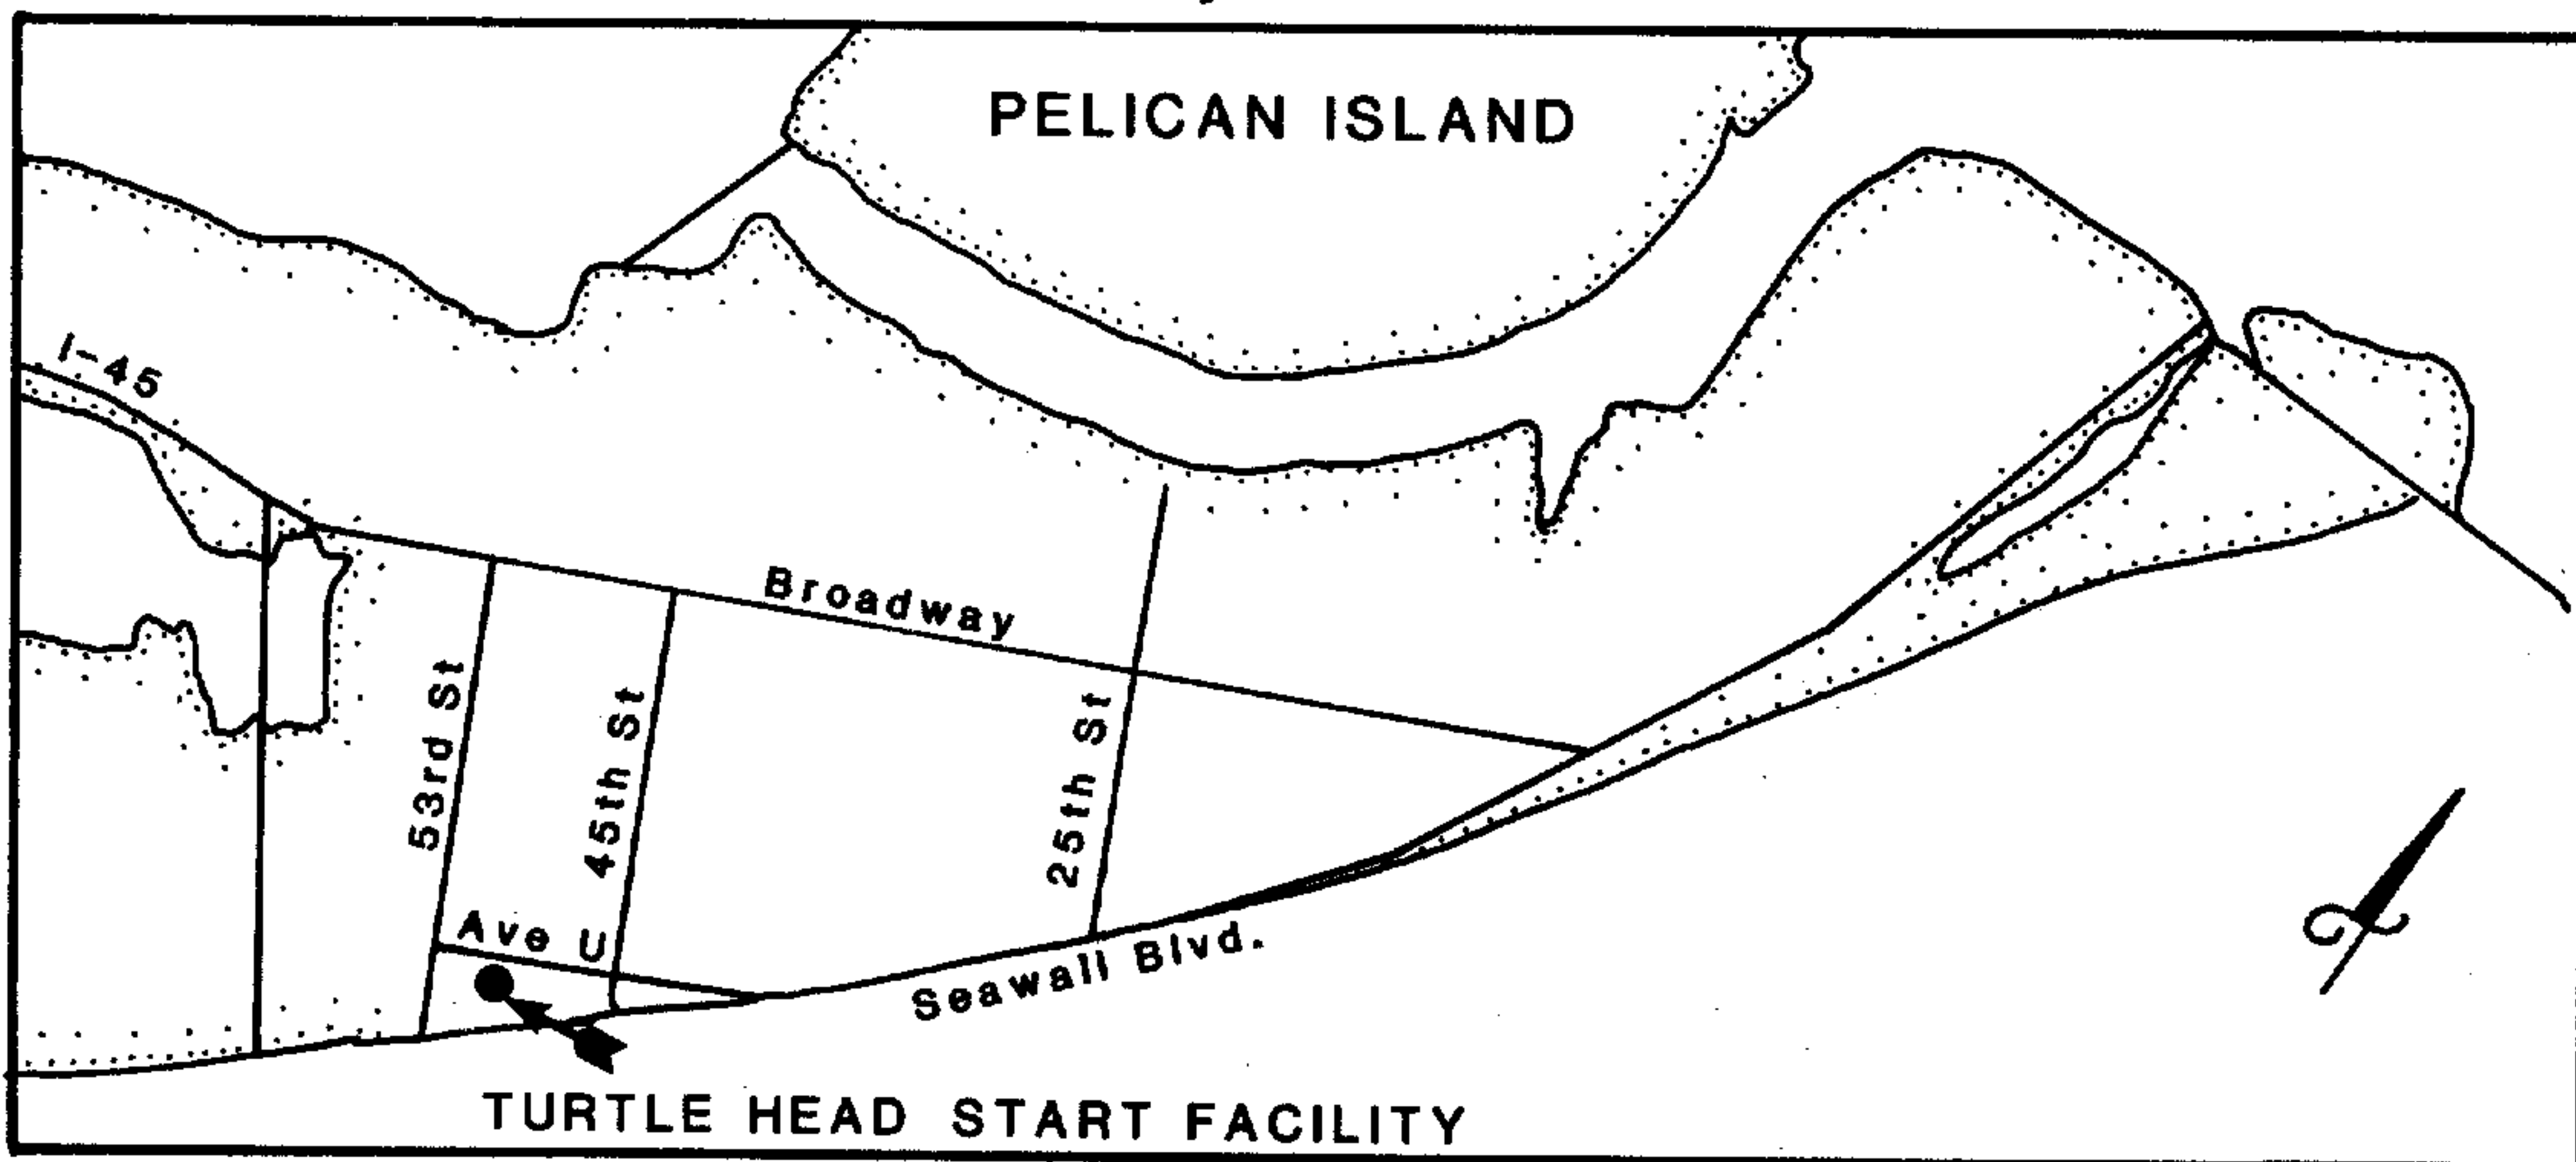 PELICAN ISLAND
I-45
Broadway
53rd St
45th St
25th St
Ave U
Seawall Blvd.
TURTLE HEAD START FACILITY